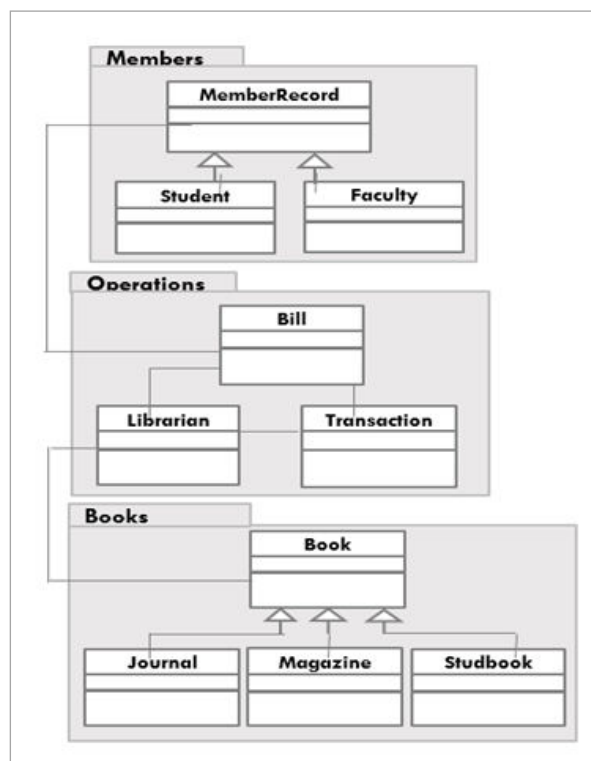 Members
MemberRecord
Student
Faculty
Operations
Bill
Librarian
Transaction
Books
Book
Journal
Magazine
Studbook